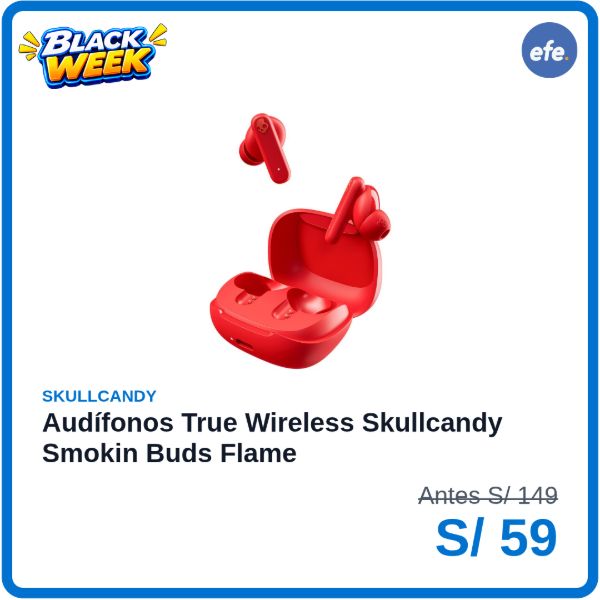 BLACK
WEEK
efe.
SKULLCANDY
Audífonos True Wireless Skullcandy
Smokin Buds Flame
Antes S/ 149
S/ 59